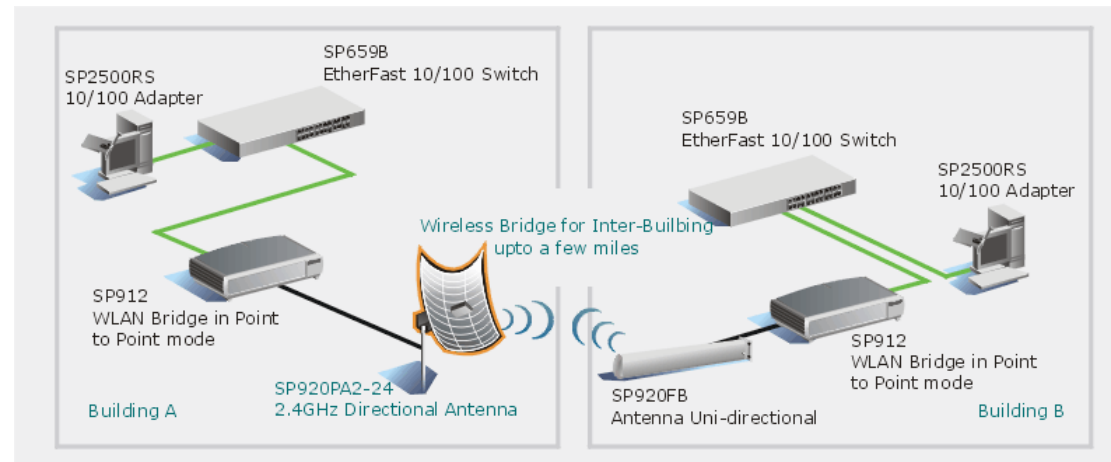 SP659B
EtherFast 10/100 Switch
SP2500RS
10/100 Adapter
SP912
WLAN Bridge in Point
to Point mode
SP920PA2-24
2.4GHz Directional Antenna
Building A
Wireless Bridge for Inter-Builbing
upto a few miles
SP659B
EtherFast 10/100 Switch
SP2500RS
10/100 Adapter
SP912
WLAN Bridge in Point
to Point mode
SP920FB
Antenna Uni-directional
Building B